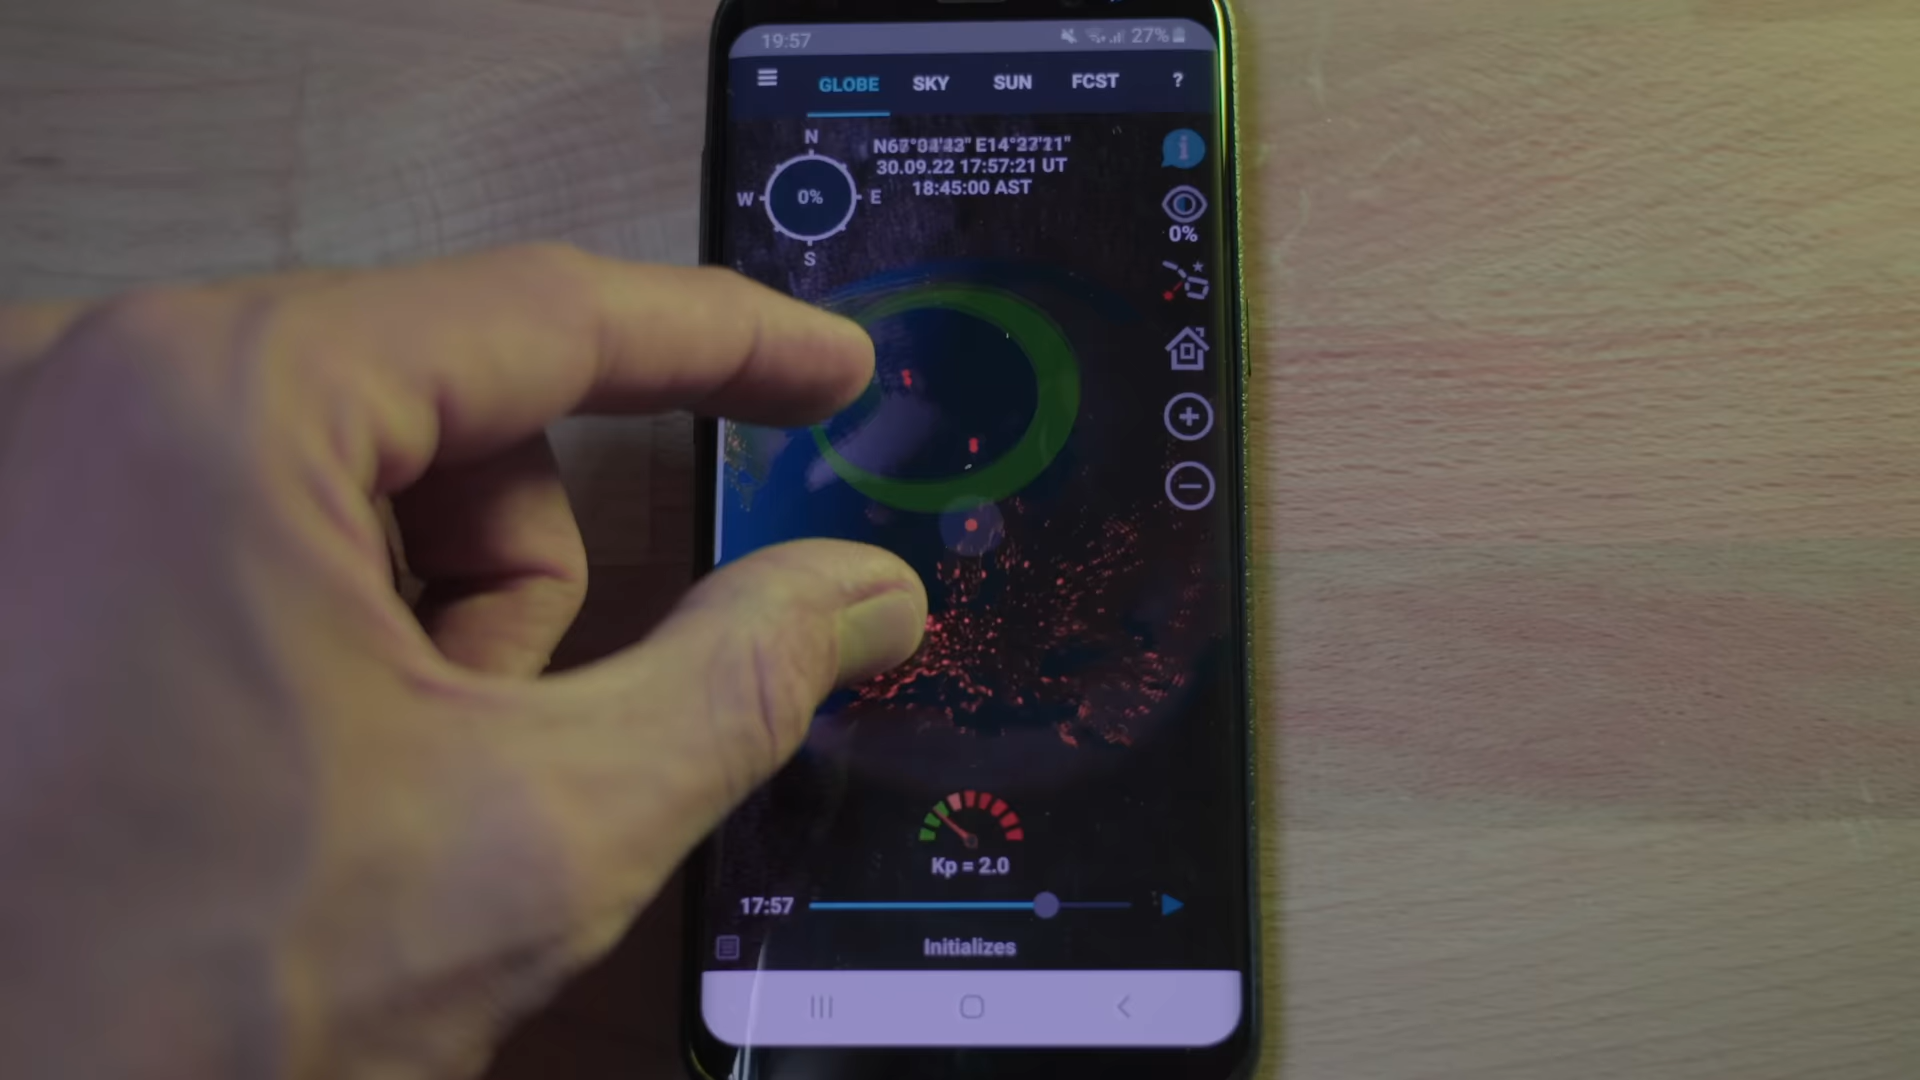 19:57
27%
GLOBE SKY SUN FCST ?
N
30.09.22 17:57:21 UT
18:45:00 AST
W 0% E
S
0%
Kp = 2.0
17:57
Initializes